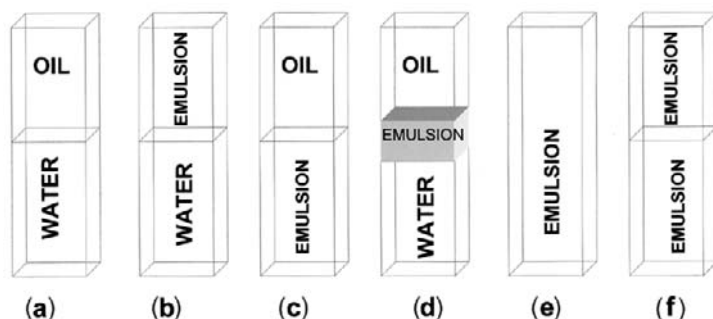 OIL
WATER
EMULSION
WATER
OIL
EMULSION
OIL
EMULSION
WATER
EMULSION
EMULSION
EMULSION
(a) (b) (c) (d) (e) (f)